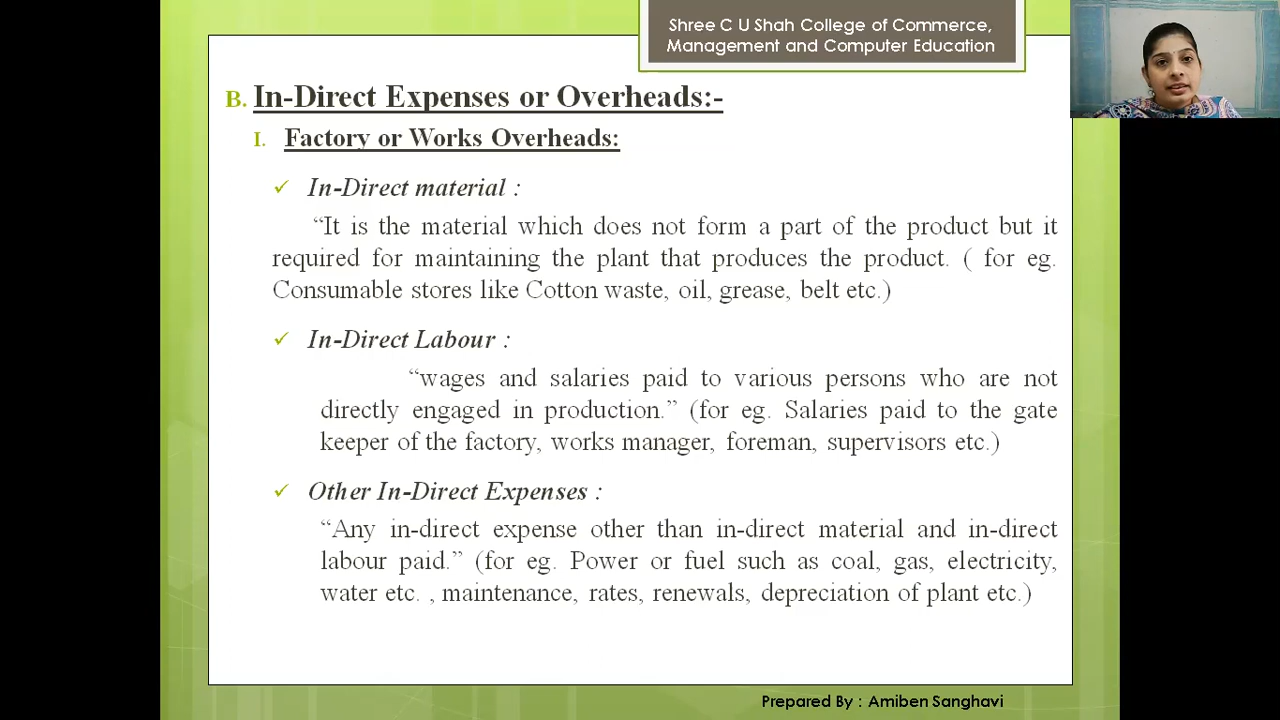 Shree C U Shah College of Commerce,
Management and Computer Education
B. In-Direct Expenses or Overheads:-
I. Factory or Works Overheads:
✓ In-Direct material :
“It is the material which does not form a part of the product but it
required for maintaining the plant that produces the product. ( for eg.
Consumable stores like Cotton waste, oil, grease, belt etc.)
✓ In-Direct Labour :
“wages and salaries paid to various persons who are not
directly engaged in production.” (for eg. Salaries paid to the gate
keeper of the factory, works manager, foreman, supervisors etc.)
✓ Other In-Direct Expenses :
“Any in-direct expense other than in-direct material and in-direct
labour paid.” (for eg. Power or fuel such as coal, gas, electricity,
water etc. , maintenance, rates, renewals, depreciation of plant etc.)
Prepared By : Amiben Sanghavi